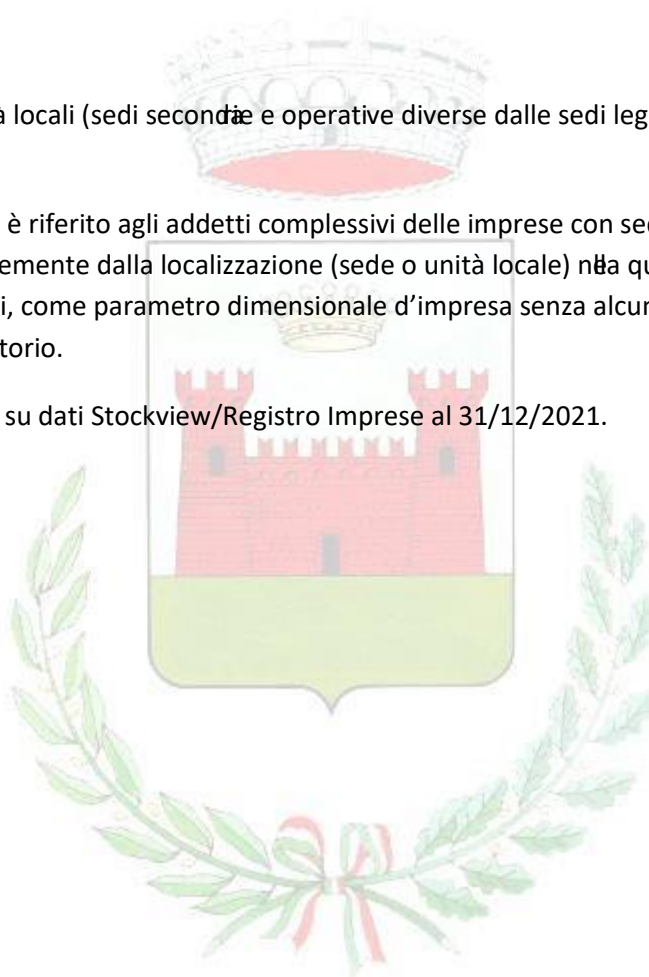 à locali (sedi secondarie e operative diverse dalle sedi leg
è riferito agli addetti complessivi delle imprese con se
emente dalla localizzazione (sede o unità locale) nella qu
i, come parametro dimensionale d’impresa senza alcun
torio.
su dati Stockview/Registro Imprese al 31/12/2021.